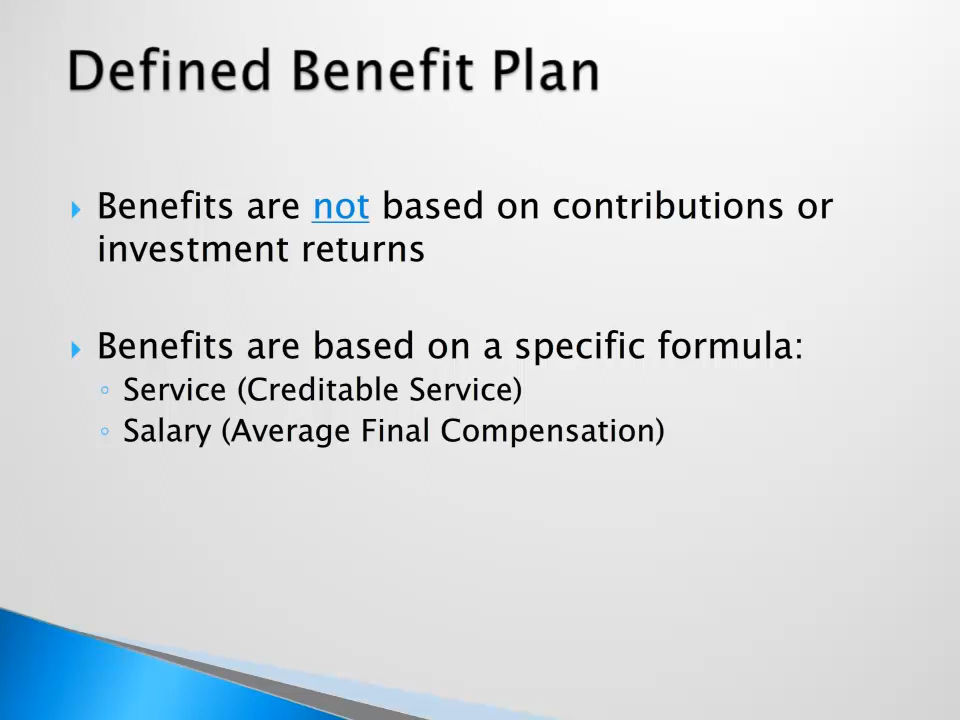 Defined Benefit Plan
Benefits are not based on contributions or
investment returns
Benefits are based on a specific formula:
Service (Creditable Service)
Salary (Average Final Compensation)